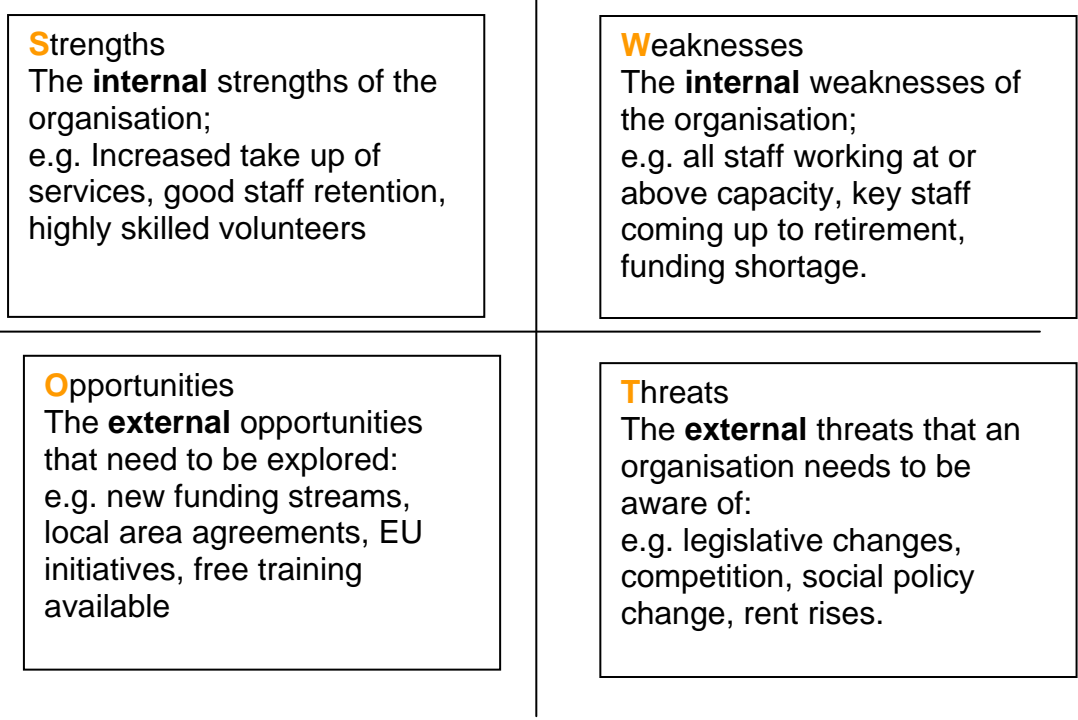 Strengths
The internal strengths of the
organisation;
e.g. Increased take up of
services, good staff retention,
highly skilled volunteers
Weaknesses
The internal weaknesses of
the organisation;
e.g. all staff working at or
above capacity, key staff
coming up to retirement,
funding shortage.
Opportunities
The external opportunities
that need to be explored:
e.g. new funding streams,
local area agreements, EU
initiatives, free training
available
Threats
The external threats that an
organisation needs to be
aware of:
e.g. legislative changes,
competition, social policy
change, rent rises.